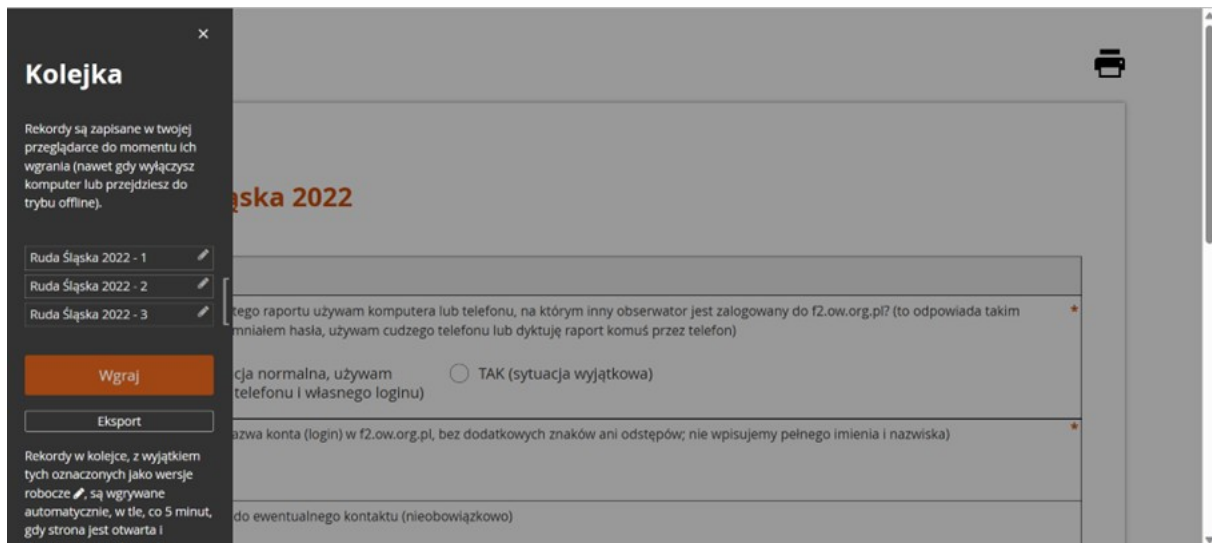 ×
Kolejka
Rekordy są zapisane w twojej
przeglądarce do momentu ich
wgrania (nawet gdy wyłączysz
komputer lub przejdziesz do
trybu offline).
Ruda Śląska 2022 - 1
Ruda Śląska 2022 - 2
Ruda Śląska 2022 - 3
Wgraj
Eksport
Rekordy w kolejce, z wyjątkiem
tych oznaczonych jako wersje
robocze, są wgrywane
automatycznie, w tle, co 5 minut,
gdy strona jest otwarta i
ąska 2022
tego raportu używam komputera lub telefonu, na którym inny obserwator jest zalogowany do f2.ow.org.pl? (to odpowiada takim *
mniałem hasła, używam cudzego telefonu lub dyktuję raport komuś przez telefon)
cja normalna, używam
telefonu i własnego loginu)
TAK (sytuacja wyjątkowa)
azwa konta (login) w f2.ow.org.pl, bez dodatkowych znaków ani odstępów; nie wpisujemy pełnego imienia i nazwiska) *
do ewentualnego kontaktu (nieobowiązkowo)